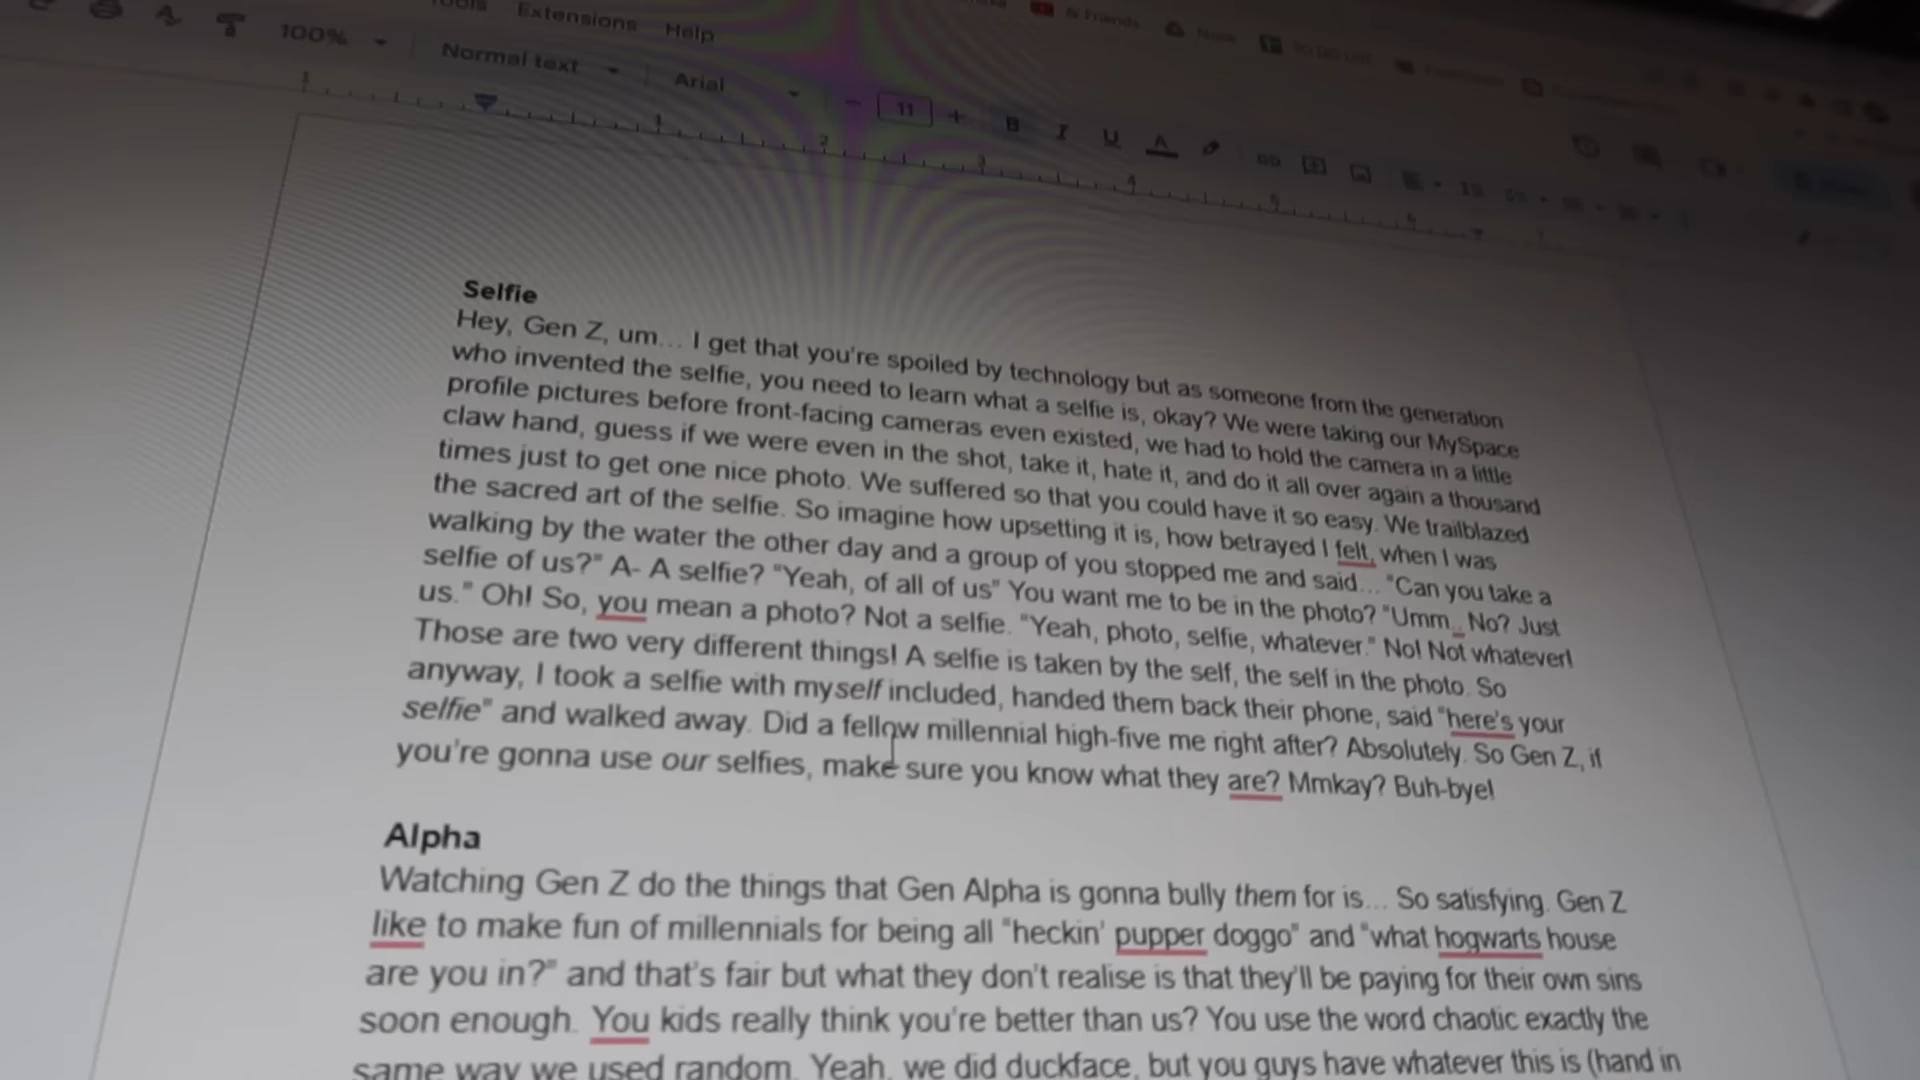 Tools Extensions Help
& Friends
100% Normal text Arial 11 B I U A
1 1 2 3 4 5 6
Selfie
Hey, Gen Z, um... I get that you're spoiled by technology but as someone from the generation
who invented the selfie, you need to learn what a selfie is, okay? We were taking our MySpace
profile pictures before front-facing cameras even existed, we had to hold the camera in a little
claw hand, guess if we were even in the shot, take it, hate it, and do it all over again a thousand
times just to get one nice photo. We suffered so that you could have it so easy. We trailblazed
the sacred art of the selfie. So imagine how upsetting it is, how betrayed I felt, when I was
walking by the water the other day and a group of you stopped me and said... "Can you take a
selfie of us?" A- A selfie? "Yeah, of all of us" You want me to be in the photo? "Umm.. No? Just
us." Oh! So, you mean a photo? Not a selfie. "Yeah, photo, selfie, whatever." No! Not whatever!
Those are two very different things! A selfie is taken by the self, the self in the photo. So
anyway, I took a selfie with myself included, handed them back their phone, said "here's your
selfie" and walked away. Did a fellow millennial high-five me right after? Absolutely. So Gen Z, if
you're gonna use our selfies, make sure you know what they are? Mmkay? Buh-bye!
Alpha
Watching Gen Z do the things that Gen Alpha is gonna bully them for is... So satisfying. Gen Z
like to make fun of millennials for being all "heckin' pupper doggo" and "what hogwarts house
are you in?" and that's fair but what they don't realise is that they'll be paying for their own sins
soon enough. You kids really think you're better than us? You use the word chaotic exactly the
same way we used random. Yeah, we did duckface, but you guys have whatever this is (hand in